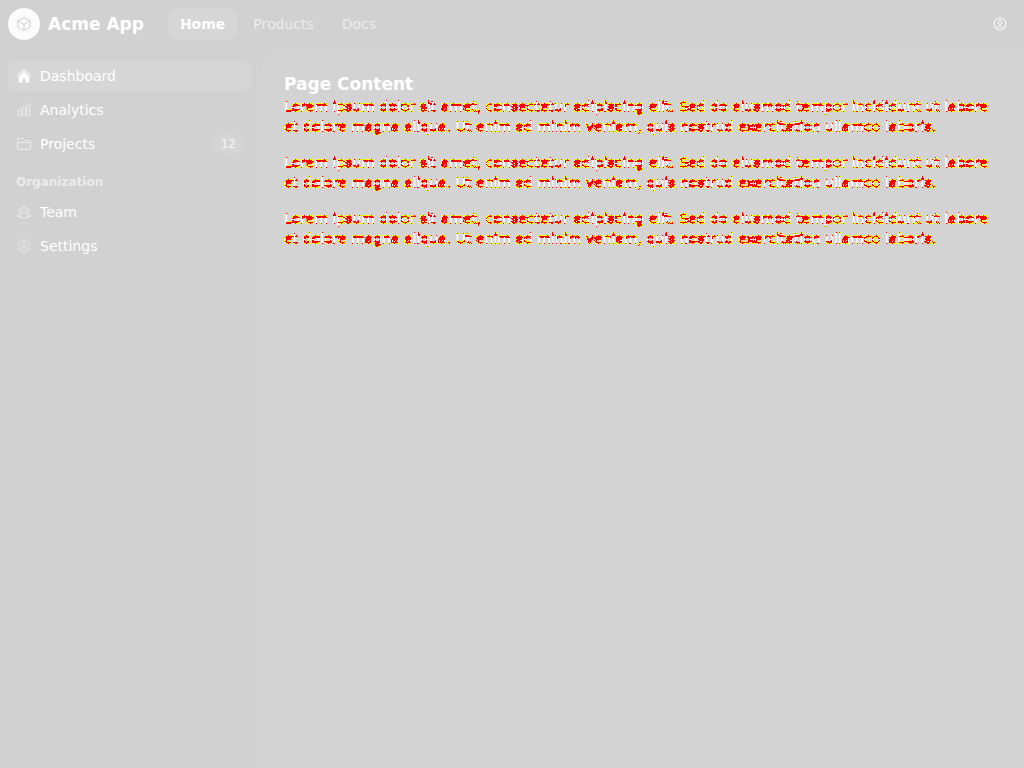 Acme App
Home
Products
Docs
Dashboard
Analytics
Projects
12
Organization
Team
Settings
Page Content
Lorem ipsum dolor sit amet, consectetur adipiscing elit. Sed do eiusmod tempor incididunt ut labore
et dolore magna aliqua. Ut enim ad minim veniam, quis nostrud exercitation ullamco laboris.
Lorem ipsum dolor sit amet, consectetur adipiscing elit. Sed do eiusmod tempor incididunt ut labore
et dolore magna aliqua. Ut enim ad minim veniam, quis nostrud exercitation ullamco laboris.
Lorem ipsum dolor sit amet, consectetur adipiscing elit. Sed do eiusmod tempor incididunt ut labore
et dolore magna aliqua. Ut enim ad minim veniam, quis nostrud exercitation ullamco laboris.